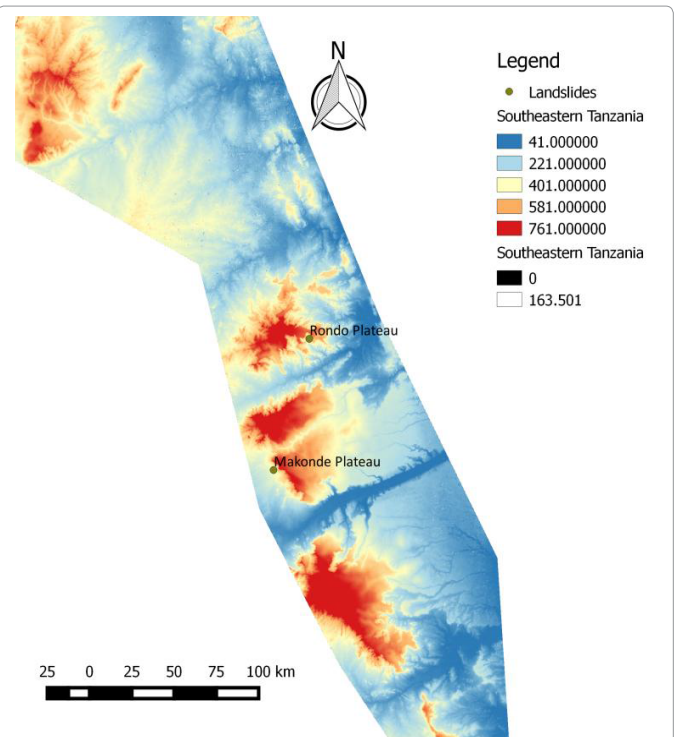 N
Legend
Landslides
Southeastern Tanzania
41.000000
221.000000
401.000000
581.000000
761.000000
Southeastern Tanzania
0
163.501
Rondo Plateau
Makonde Plateau
25 0 25 50 75 100 km